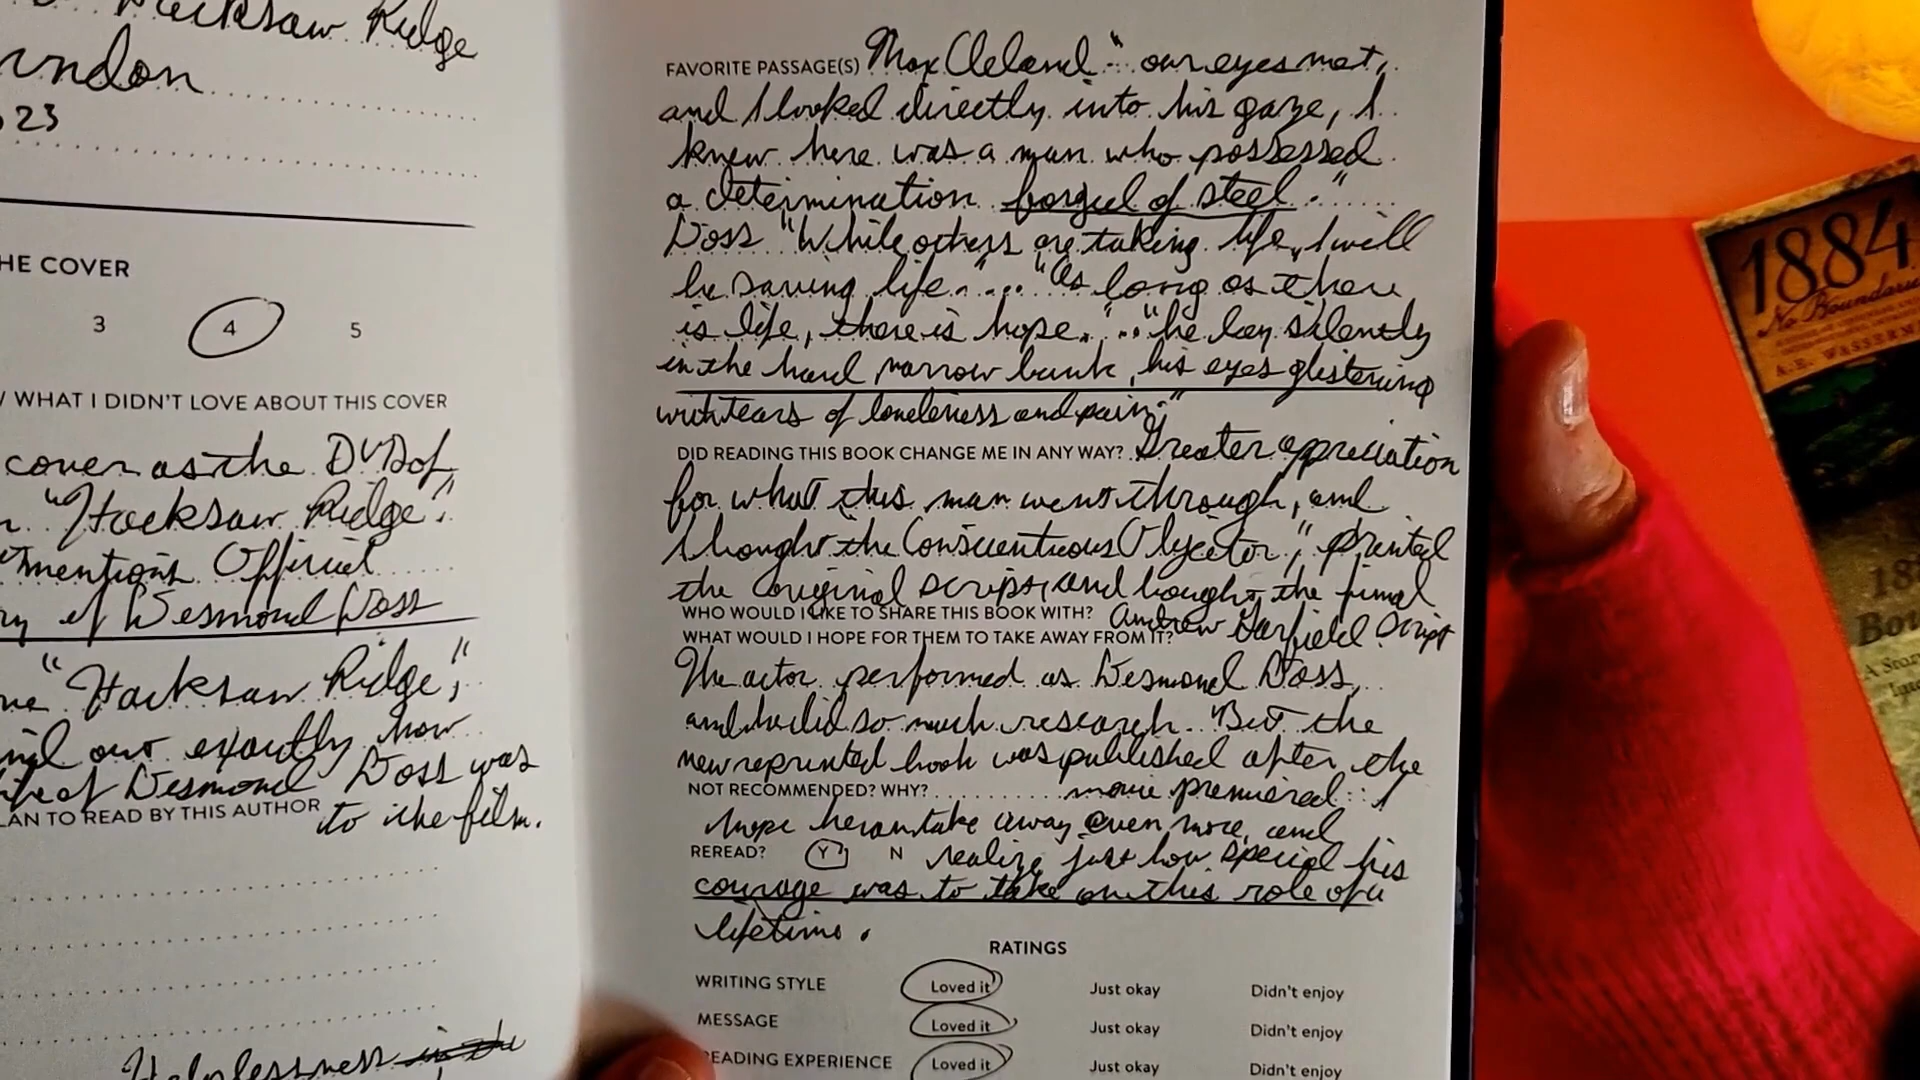 Hacksaw Ridge
23
HE COVER
3 4 5
WHAT I DIDN'T LOVE ABOUT THIS COVER
cover as the DVD of
"Hacksaw Ridge."
mentions Official
of Desmond Doss
"Hacksaw Ridge,"
out exactly how
life of Desmond Doss was
LAN TO READ BY THIS AUTHOR to the film.
Helplessness
FAVORITE PASSAGE(S) Max Cleland "our eyes met,
and I looked directly into his gaze, I
knew here was a man who possessed
a determination forged of steel."
Doss "While others are taking life, I will
be saving life."... "As long as there
is life, there is hope."..."he lay silently
in the hard narrow bunk, his eyes glistening
with tears of loneliness and pain."
DID READING THIS BOOK CHANGE ME IN ANY WAY? Greater appreciation
for what this man went through, and
I bought the Conscientious Objector," printed
the original script, and bought the final
WHO WOULD I LIKE TO SHARE THIS BOOK WITH? Andrew Garfield script
WHAT WOULD I HOPE FOR THEM TO TAKE AWAY FROM IT?
The actor performed as Desmond Doss,
and he did so much research. But the
new reprinted book was published after the
NOT RECOMMENDED? WHY? movie premiered. I
hope he can take away even more, and
REREAD? Y N realize just how special his
courage was to take on this role of a
lifetime.
RATINGS
WRITING STYLE Loved it Just okay Didn't enjoy
MESSAGE Loved it Just okay Didn't enjoy
READING EXPERIENCE Loved it Just okay Didn't enjoy
1884
No Boundaries
A.E. WASSERM
188
Bou
A Story